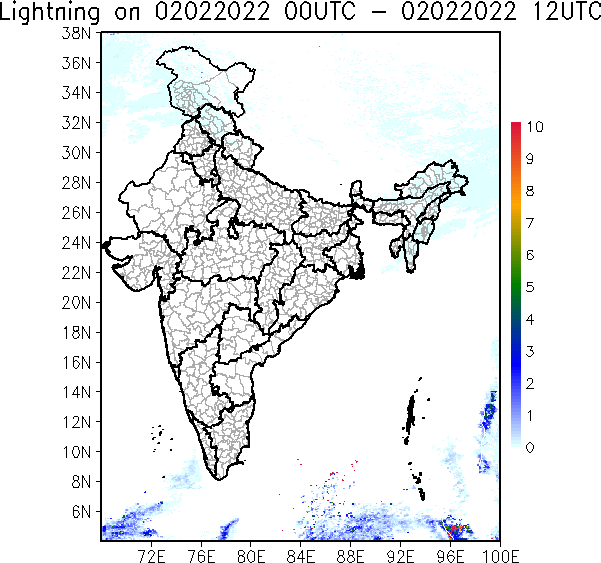 Lightning on 02022022 00UTC – 02022022 12UTC
38N
36N
34N
32N
30N
28N
26N
24N
22N
20N
18N
16N
14N
12N
10N
8N
6N
72E 76E 80E 84E 88E 92E 96E 100E
10
9
8
7
6
5
4
3
2
1
0